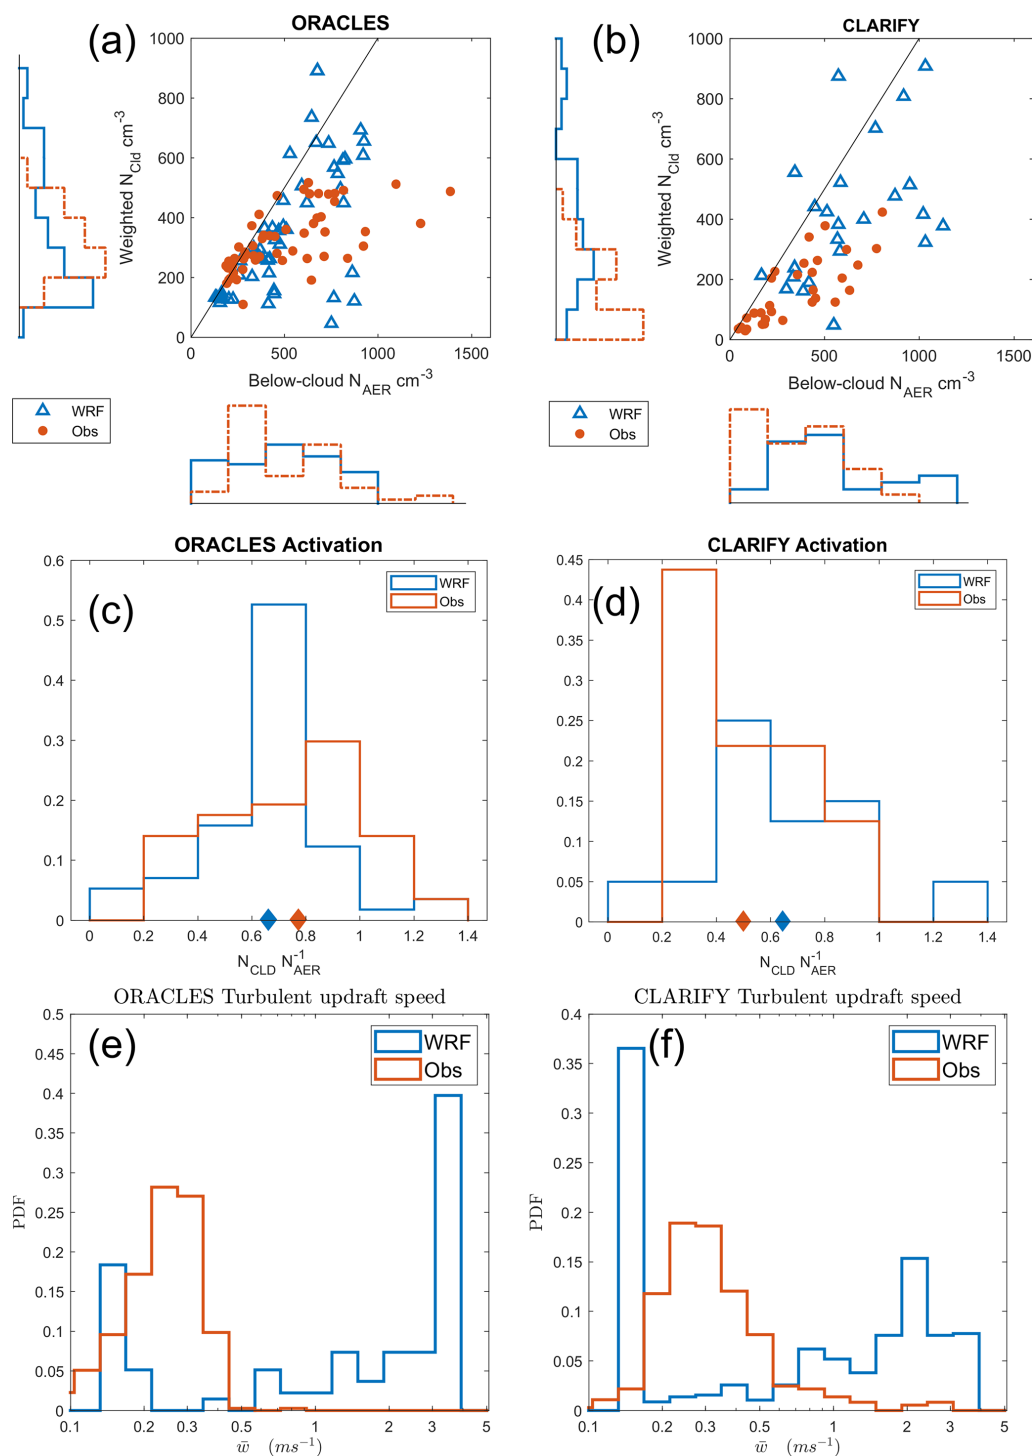 ORACLES
(a)
1000
800
600
400
200
0
Weighted N_Cld cm^-3
0 500 1000 1500
Below-cloud N_AER cm^-3
WRF
Obs
CLARIFY
(b)
1000
800
600
400
200
0
Weighted N_Cld cm^-3
0 500 1000 1500
Below-cloud N_AER cm^-3
WRF
Obs
ORACLES Activation
(c)
WRF
Obs
0.6
0.5
0.4
0.3
0.2
0.1
0
0 0.2 0.4 0.6 0.8 1 1.2 1.4
N_CLD N_AER^-1
CLARIFY Activation
(d)
WRF
Obs
0.45
0.4
0.35
0.3
0.25
0.2
0.15
0.1
0.05
0
0 0.2 0.4 0.6 0.8 1 1.2 1.4
N_CLD N_AER^-1
ORACLES Turbulent updraft speed
(e)
WRF
Obs
0.5
0.45
0.4
0.35
0.3
0.25
0.2
0.15
0.1
0.05
0
PDF
0.1 0.2 0.3 0.5 1 2 3 5
w̄ (ms^-1)
CLARIFY Turbulent updraft speed
(f)
WRF
Obs
0.4
0.35
0.3
0.25
0.2
0.15
0.1
0.05
0
PDF
0.1 0.2 0.3 0.5 1 2 3 5
w̄ (ms^-1)